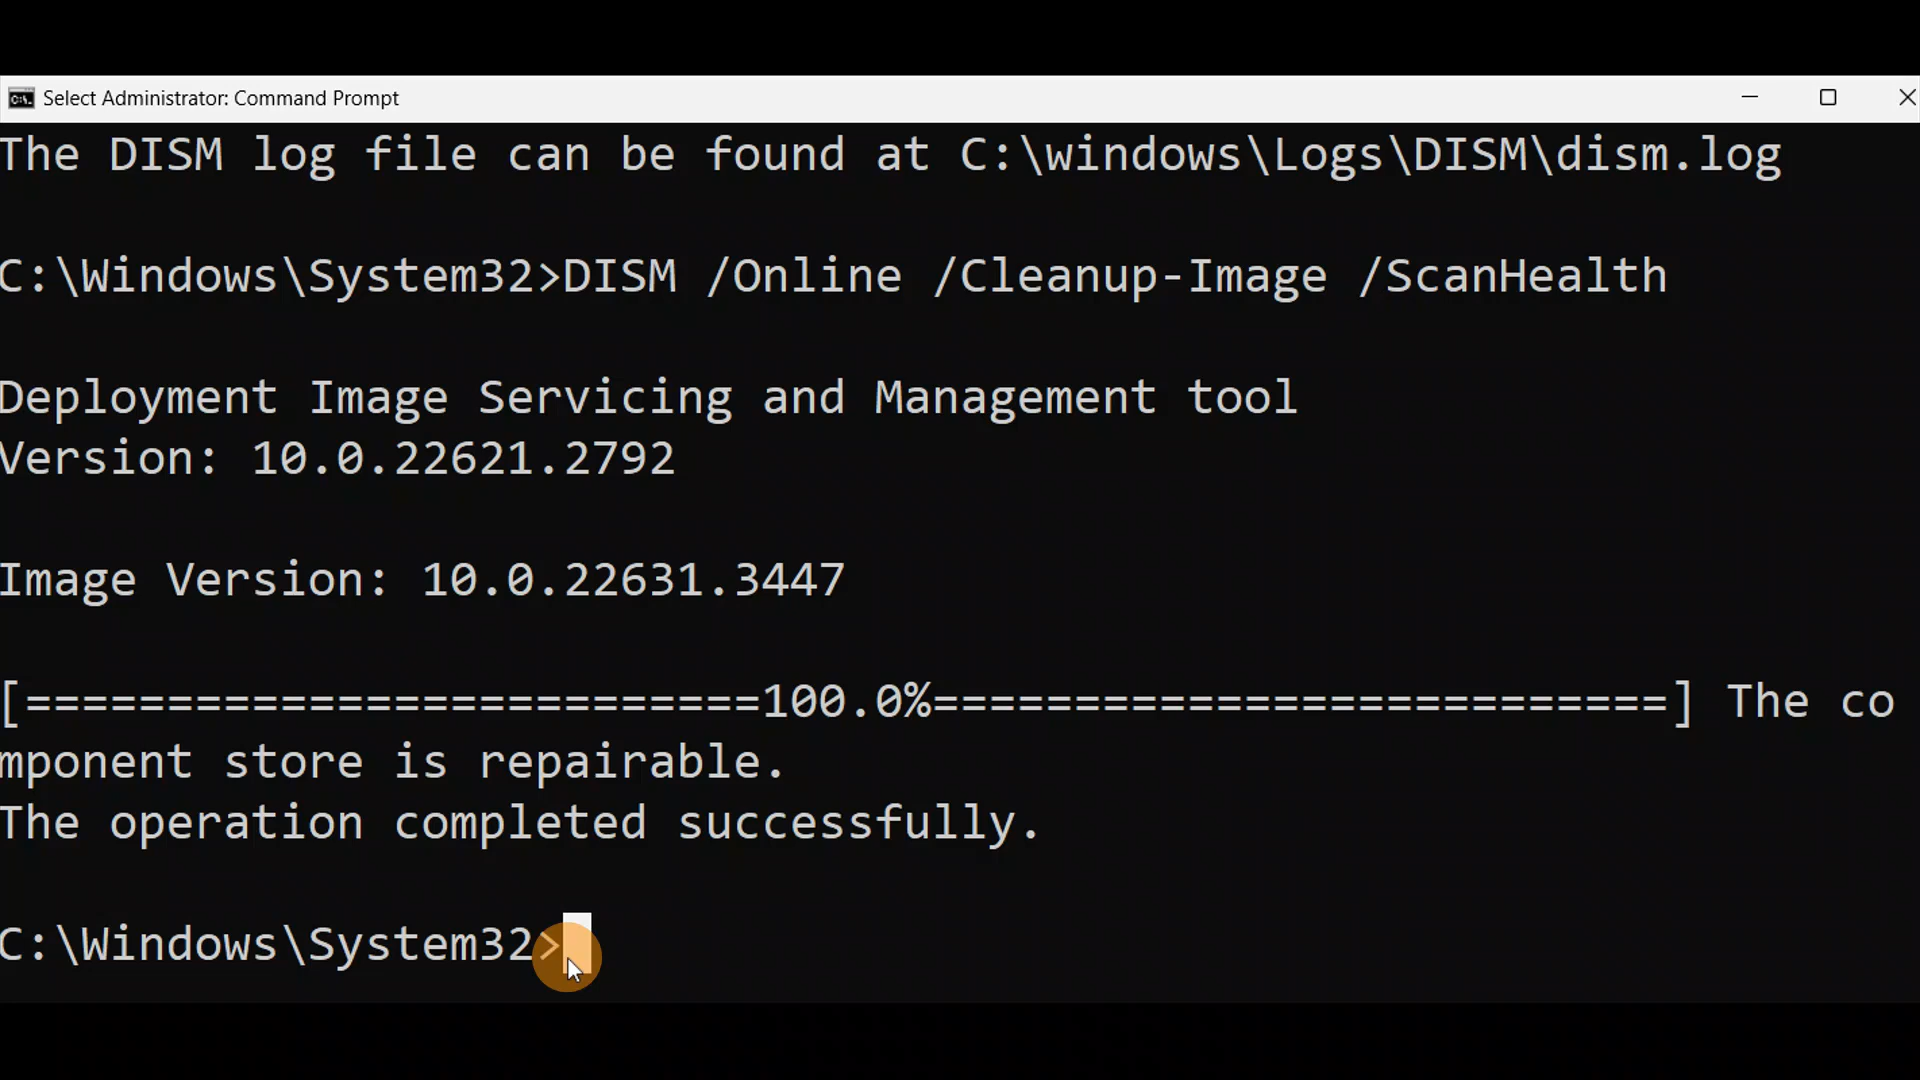 Select Administrator: Command Prompt
The DISM log file can be found at C:\windows\Logs\DISM\dism.log
C:\Windows\System32>DISM /Online /Cleanup-Image /ScanHealth
Deployment Image Servicing and Management tool
Version: 10.0.22621.2792
Image Version: 10.0.22631.3447
[==========================100.0%==========================] The co
mponent store is repairable.
The operation completed successfully.
C:\Windows\System32>